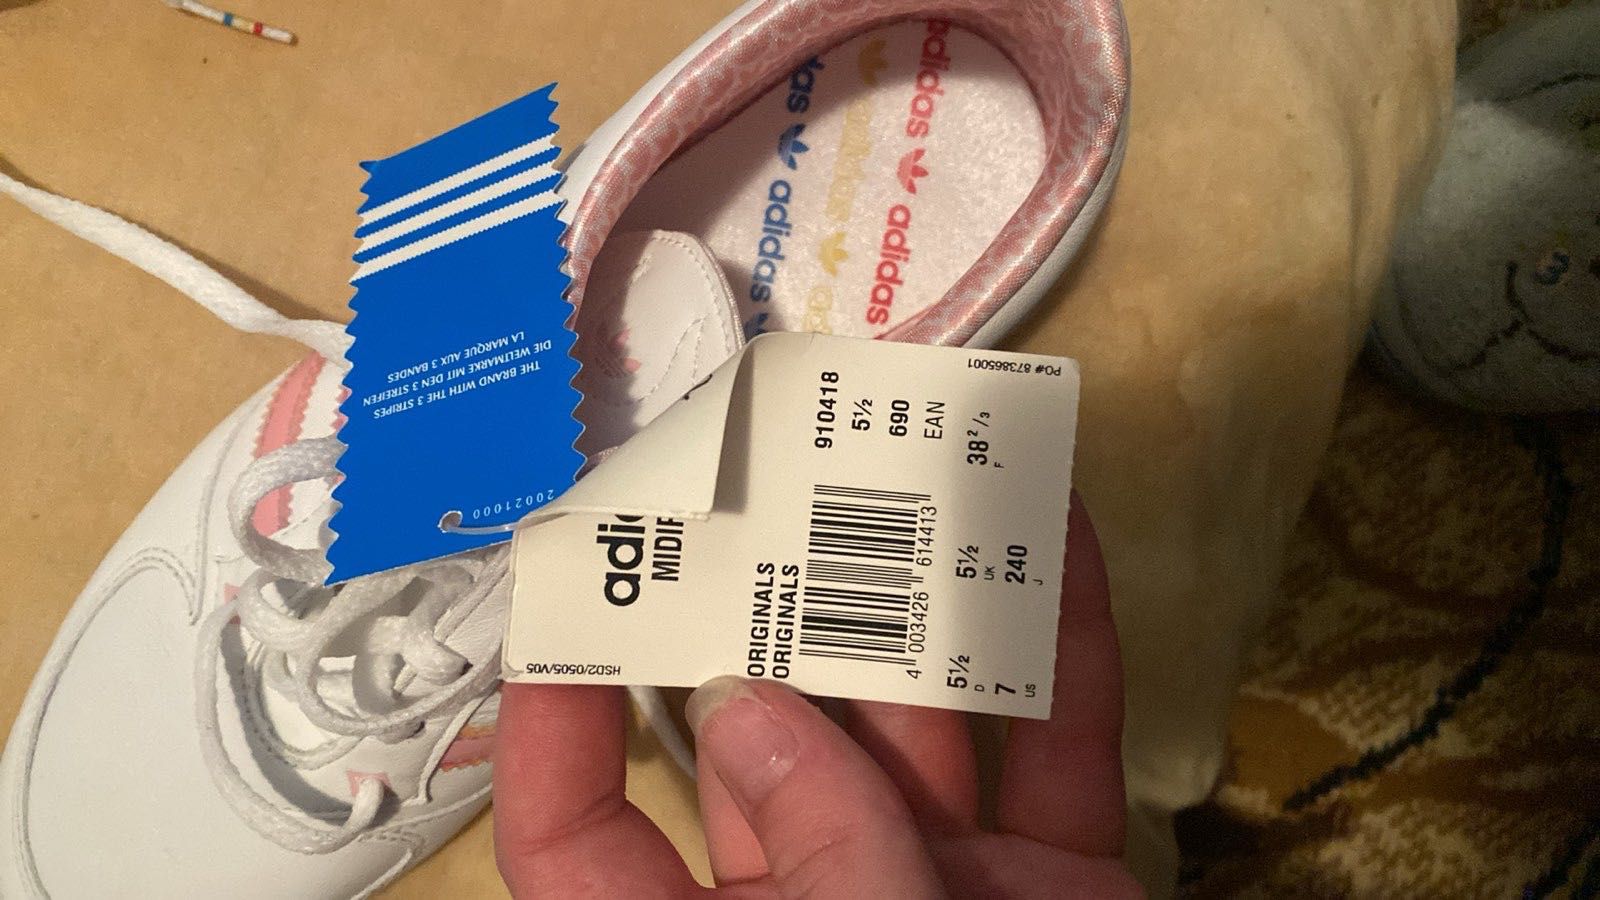 THE BRAND WITH THE 3 STRIPES
DIE WELTMARKE MIT DEN 3 STREIFEN
LA MARQUE AUX 3 BANDES
20021000
adidas adidas
adidas adidas
adidas adidas
HSD2/0505/V05
ORIGINALS
ORIGINALS
910418
5½
690
EAN
4 003426 614413
5½ D
5½ UK
38²/₃ F
7 US
240 J
PO# 873865001